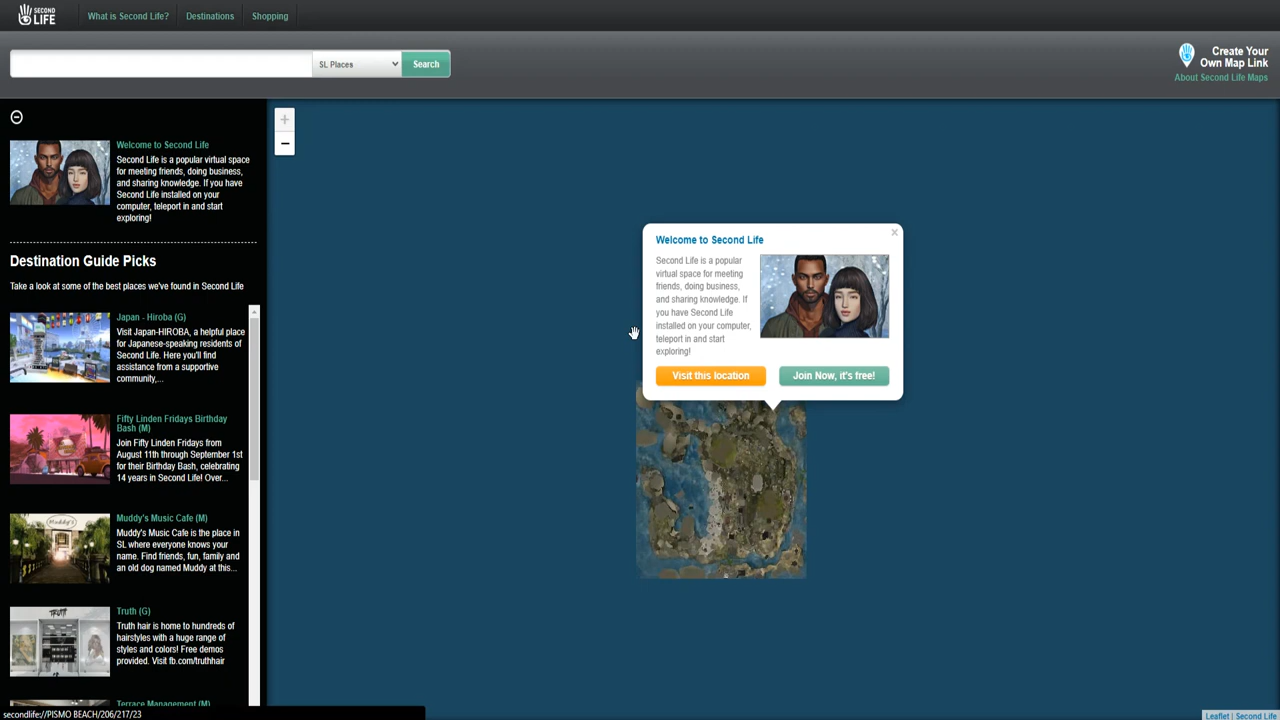 SECOND
LIFE
What is Second Life?
Destinations
Shopping
SL Places
Search
Create Your
Own Map Link
About Second Life Maps
+
−
Welcome to Second Life
Second Life is a popular virtual space
for meeting friends, doing business,
and sharing knowledge. If you have
Second Life installed on your
computer, teleport in and start
exploring!
Destination Guide Picks
Take a look at some of the best places we've found in Second Life
Japan - Hiroba (G)
Visit Japan-HIROBA, a helpful place
for Japanese-speaking residents of
Second Life. Here you'll find
assistance from a supportive
community,...
Fifty Linden Fridays Birthday
Bash (M)
Join Fifty Linden Fridays from
August 11th through September 1st
for their Birthday Bash, celebrating
14 years in Second Life! Over...
Muddy's
Muddy's Music Cafe (M)
Muddy's Music Cafe is the place in
SL where everyone knows your
name. Find friends, fun, family and
an old dog named Muddy at this...
TRUTH
Truth (G)
Truth hair is home to hundreds of
hairstyles with a huge range of
styles and colors! Free demos
provided. Visit fb.com/truthhair
Terrace Management (M)
secondlife://PISMO BEACH/206/217/23
Welcome to Second Life
×
Second Life is a popular
virtual space for meeting
friends, doing business,
and sharing knowledge. If
you have Second Life
installed on your computer,
teleport in and start
exploring!
Visit this location
Join Now, it's free!
Leaflet | Second Life